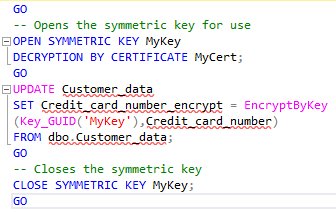 GO
-- Opens the symmetric key for use
OPEN SYMMETRIC KEY MyKey
DECRYPTION BY CERTIFICATE MyCert;
GO
UPDATE Customer_data
SET Credit_card_number_encrypt = EncryptByKey
(Key_GUID('MyKey'),Credit_card_number)
FROM dbo.Customer_data;
GO
-- Closes the symmetric key
CLOSE SYMMETRIC KEY MyKey;
GO